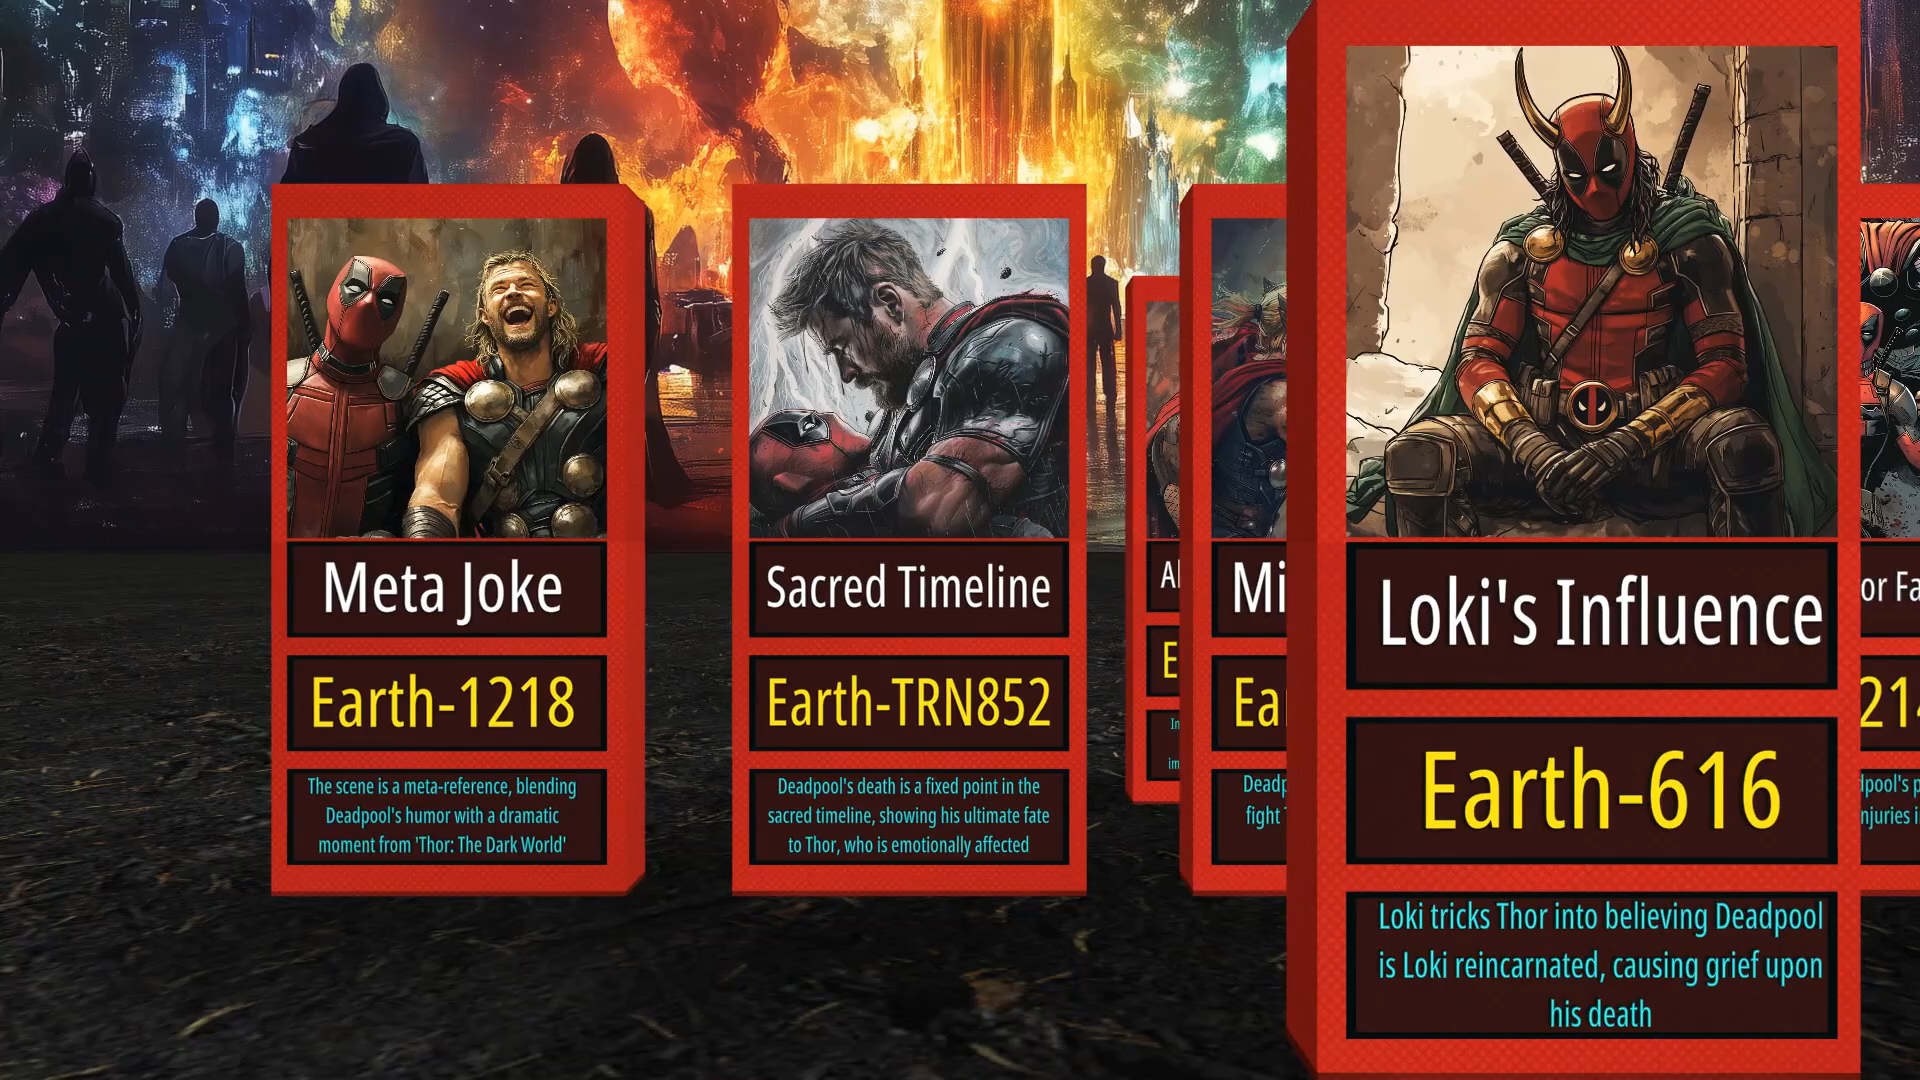 Meta Joke
Earth-1218
The scene is a meta-reference, blending
Deadpool's humor with a dramatic
moment from 'Thor: The Dark World'
Sacred Timeline
Earth-TRN852
Deadpool's death is a fixed point in the
sacred timeline, showing his ultimate fate
to Thor, who is emotionally affected
Loki's Influence
Earth-616
Loki tricks Thor into believing Deadpool
is Loki reincarnated, causing grief upon
his death